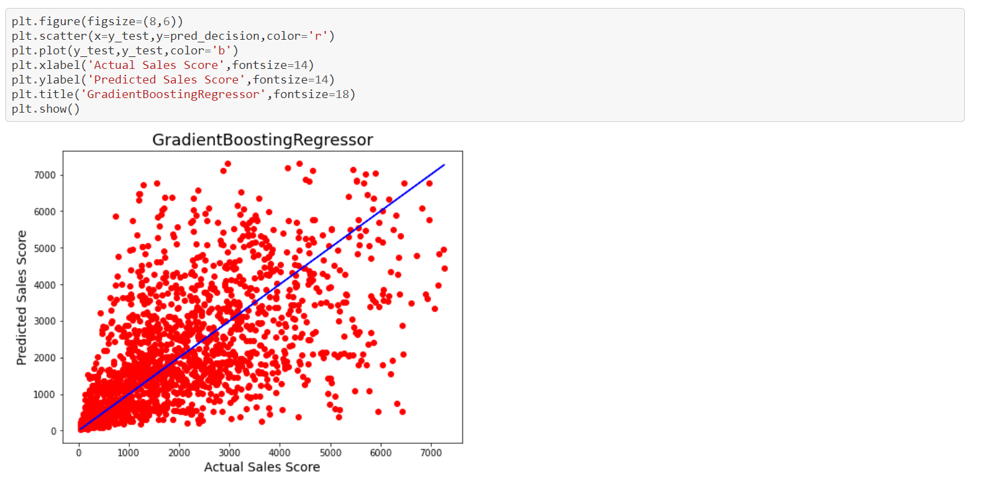 plt.figure(figsize=(8,6))
plt.scatter(x=y_test,y=pred_decision,color='r')
plt.plot(y_test,y_test,color='b')
plt.xlabel('Actual Sales Score',fontsize=14)
plt.ylabel('Predicted Sales Score',fontsize=14)
plt.title('GradientBoostingRegressor',fontsize=18)
plt.show()
GradientBoostingRegressor
Predicted Sales Score
7000
6000
5000
4000
3000
2000
1000
0
0 1000 2000 3000 4000 5000 6000 7000
Actual Sales Score